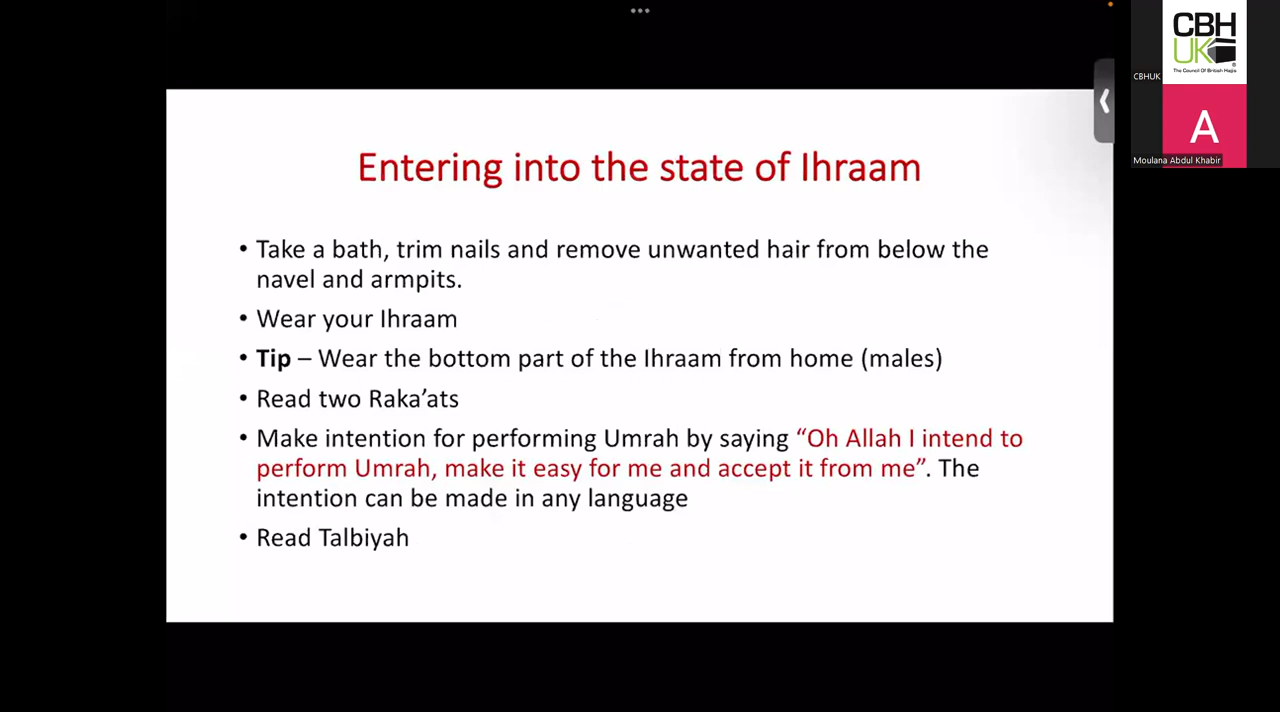 Entering into the state of Ihraam
• Take a bath, trim nails and remove unwanted hair from below the
navel and armpits.
• Wear your Ihraam
• Tip – Wear the bottom part of the Ihraam from home (males)
• Read two Raka’ats
• Make intention for performing Umrah by saying “Oh Allah I intend to
perform Umrah, make it easy for me and accept it from me”. The
intention can be made in any language
• Read Talbiyah
CBH
UK
The Council Of British Hajjis
CBHUK
A
Moulana Abdul Khabir